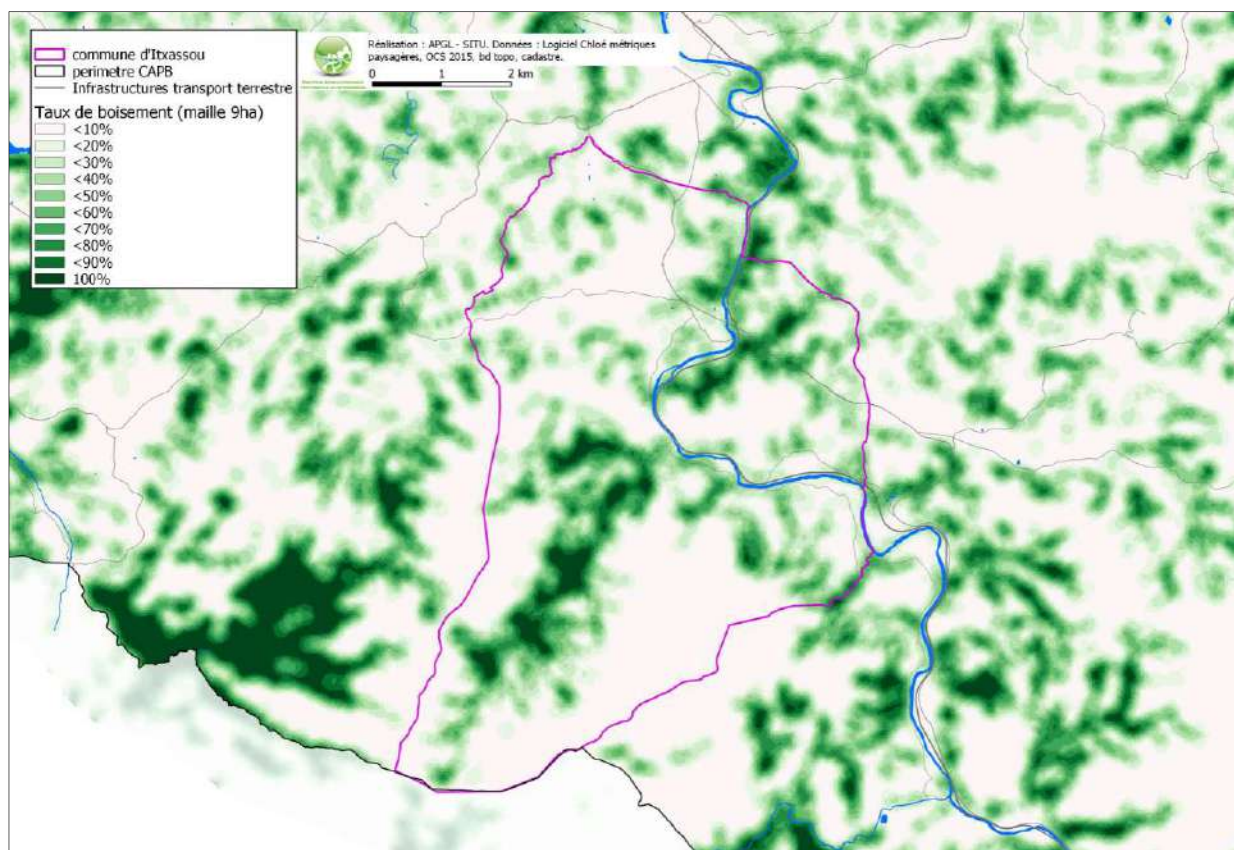 commune d'Itxassou
perimetre CAPB
Infrastructures transport terrestre
Taux de boisement (maille 9ha)
<10%
<20%
<30%
<40%
<50%
<60%
<70%
<80%
<90%
100%
Réalisation : APGL - SITU. Données : Logiciel Chloé métriques
paysagères, OCS 2015, bd topo, cadastre.
0 1 2 km